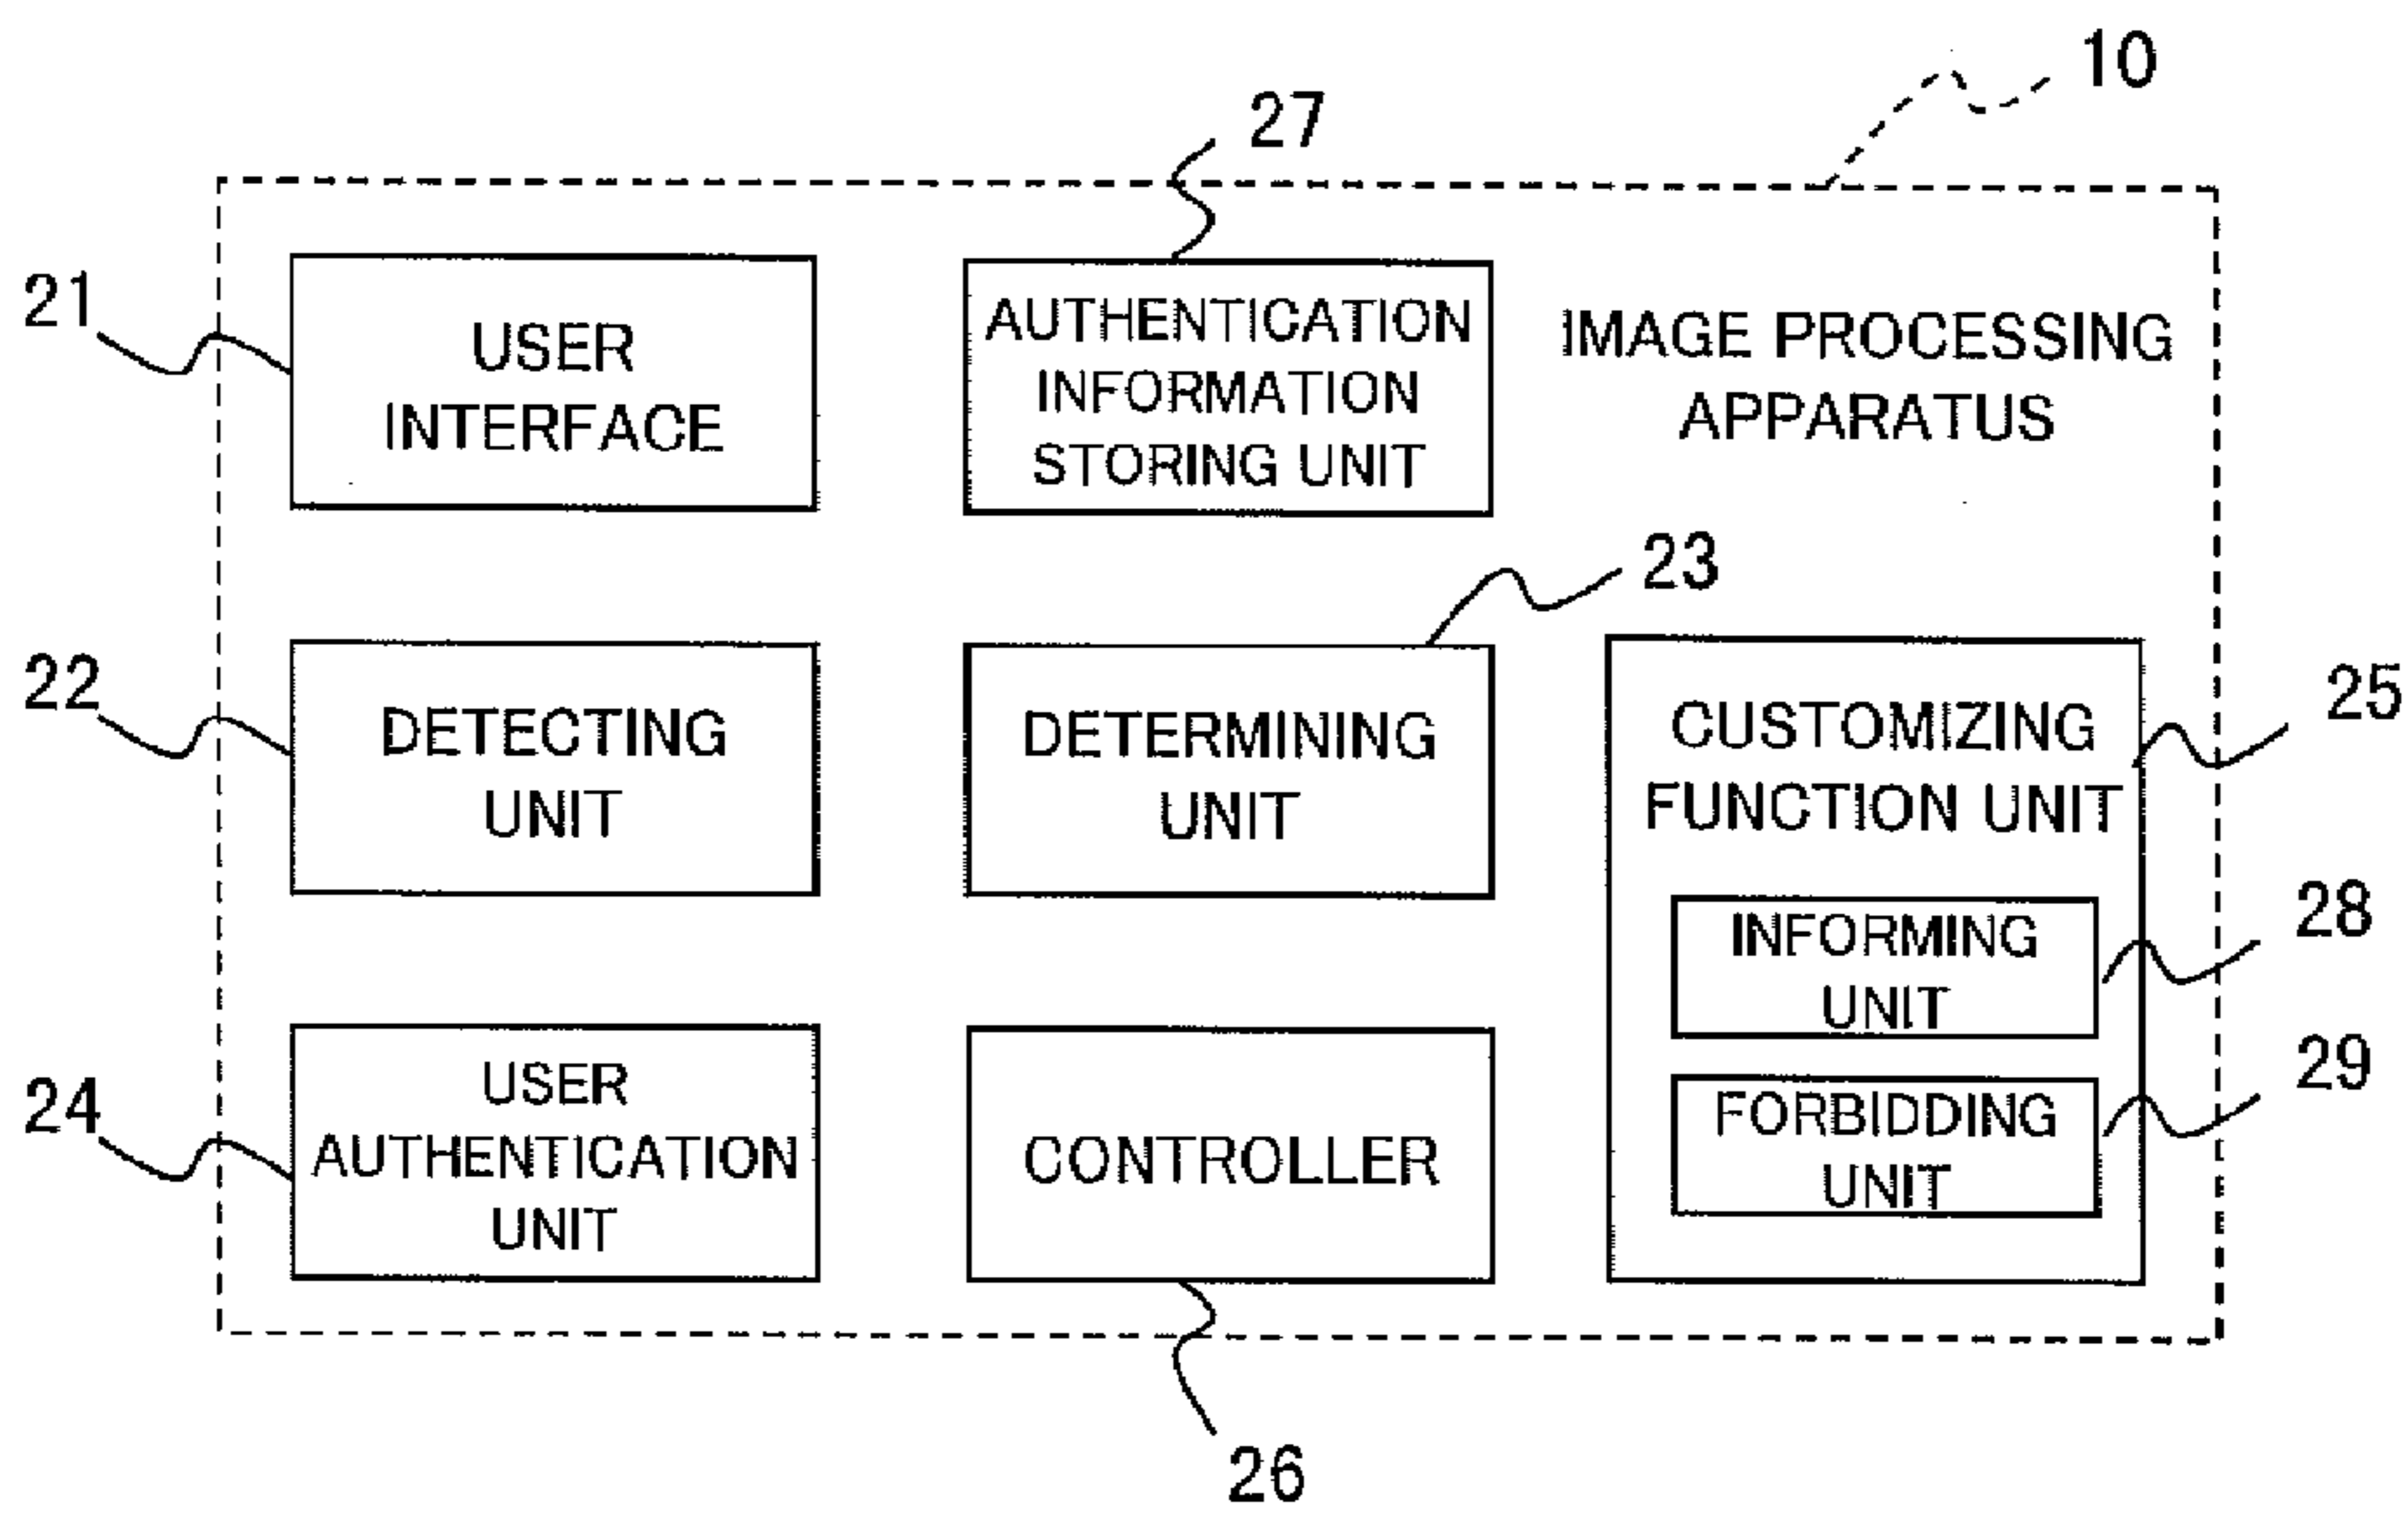 10
27
21
USER
INTERFACE
AUTHENTICATION
INFORMATION
STORING UNIT
IMAGE PROCESSING
APPARATUS
23
22
DETECTING
UNIT
DETERMINING
UNIT
25
CUSTOMIZING
FUNCTION UNIT
28
INFORMING
UNIT
29
FORBIDDING
UNIT
24
USER
AUTHENTICATION
UNIT
CONTROLLER
26